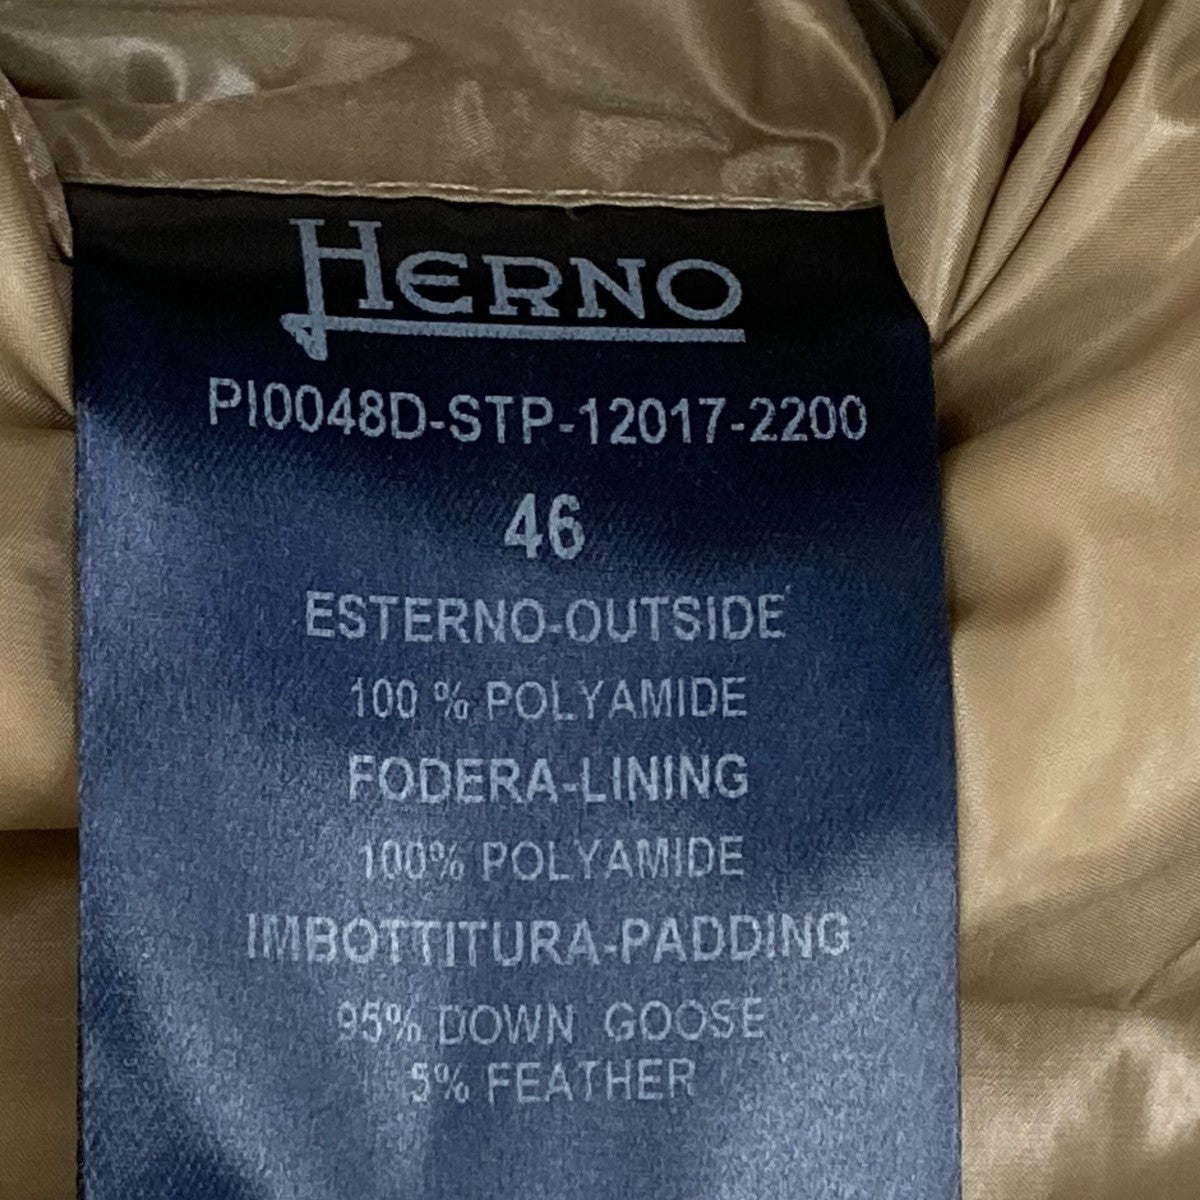 HERNO
PI0048D-STP-12017-2200
46
ESTERNO-OUTSIDE
100 % POLYAMIDE
FODERA-LINING
100% POLYAMIDE
IMBOTTITURA-PADDING
95% DOWN GOOSE
5% FEATHER